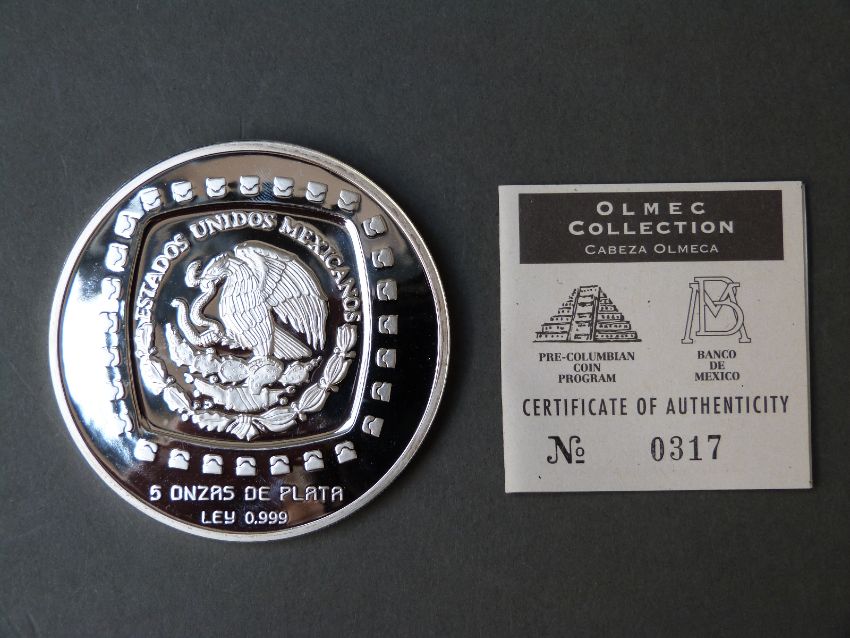 ESTADOS UNIDOS MEXICANOS
5 ONZAS DE PLATA
LEY 0.999
OLMEC
COLLECTION
CABEZA OLMECA
PRE-COLUMBIAN
COIN
PROGRAM
BANCO
DE
MEXICO
CERTIFICATE OF AUTHENTICITY
№ 0317